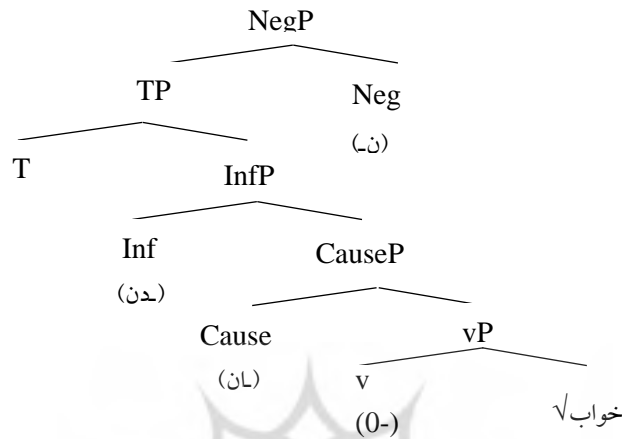 NegP
TP Neg
(نـ)
T InfP
Inf CauseP
(ـدن)
Cause vP
(ـان) v
(0-) √خواب